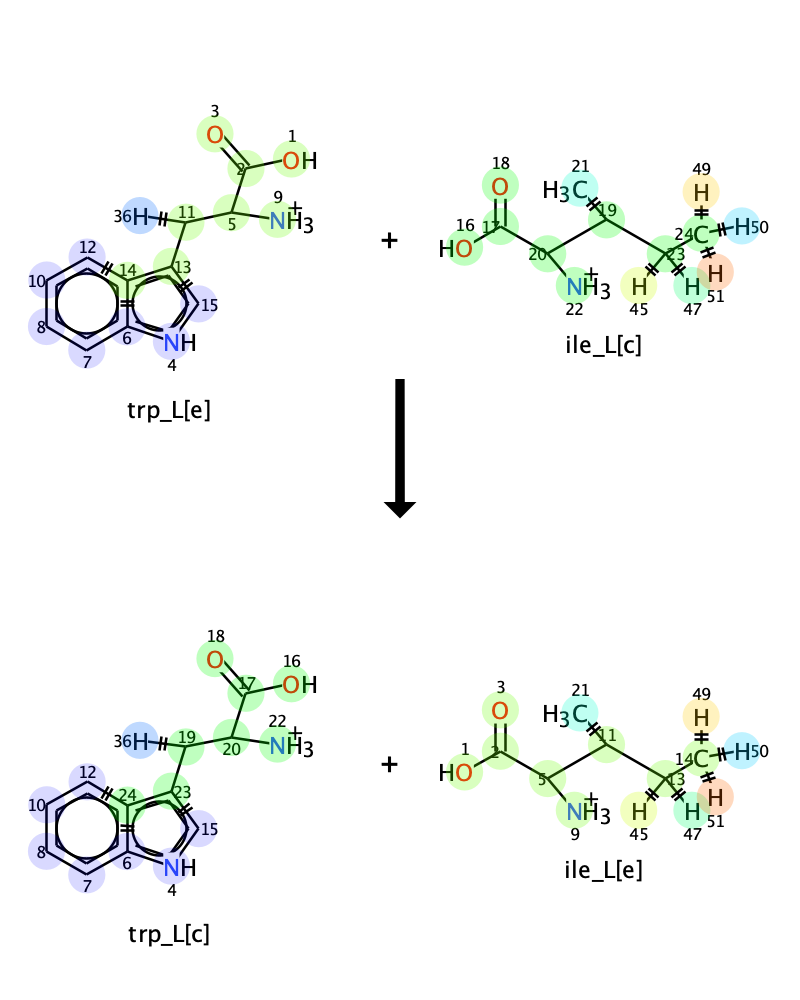 3
1
O
2
OH
9
36
H
11
5
NH3
+
12
14
13
10
15
8
6
7
NH
4
trp_L[e]
+
18
21
49
O
H3C
H
16
17
19
24
C
H
50
HO
20
23
NH3
+
H
H
H
22
45
47
51
ile_L[c]
18
16
O
17
OH
22
36
H
19
20
NH3
+
12
24
23
10
15
8
6
7
NH
4
trp_L[c]
+
3
21
49
O
H3C
H
1
2
11
14
C
H
50
HO
5
13
NH3
+
H
H
H
9
45
47
51
ile_L[e]